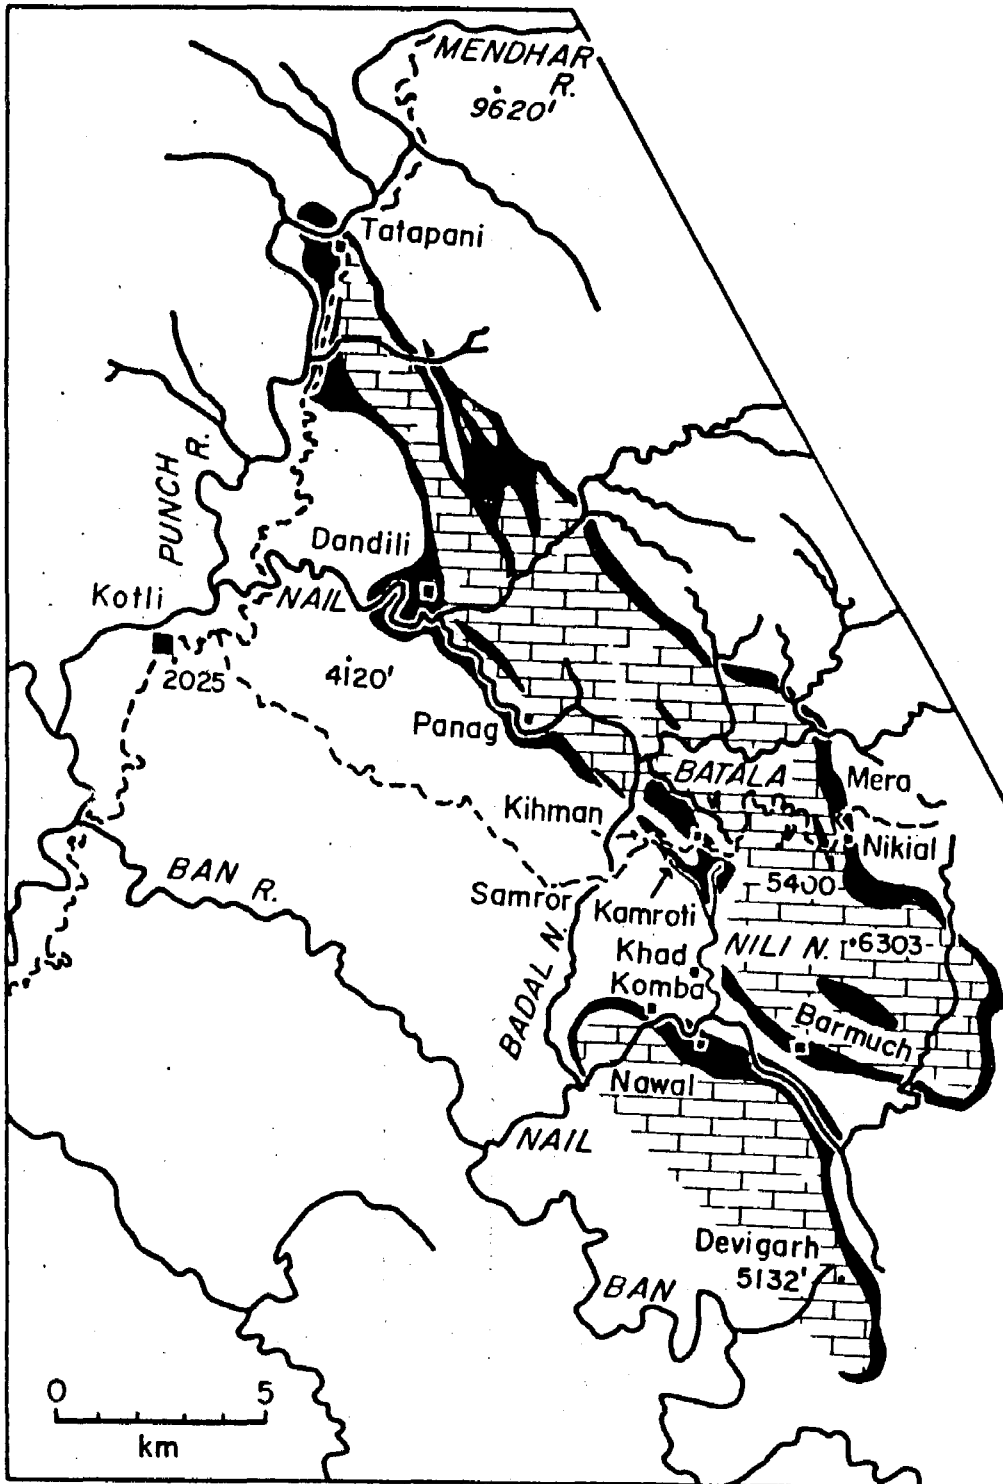 MENDHAR
R.
9620'
Tatapani
PUNCH
R.
Dandili
Kotli
NAIL
2025
4120'
Panag
BATALA
Mera
Kihman
Nikial
BAN R.
5400
Samror
Kamroti
NILI N.
6303
Khad
Komba
BADAL N.
Barmuch
Nawal
NAIL
Devigarh
5132'
BAN
0 5
km